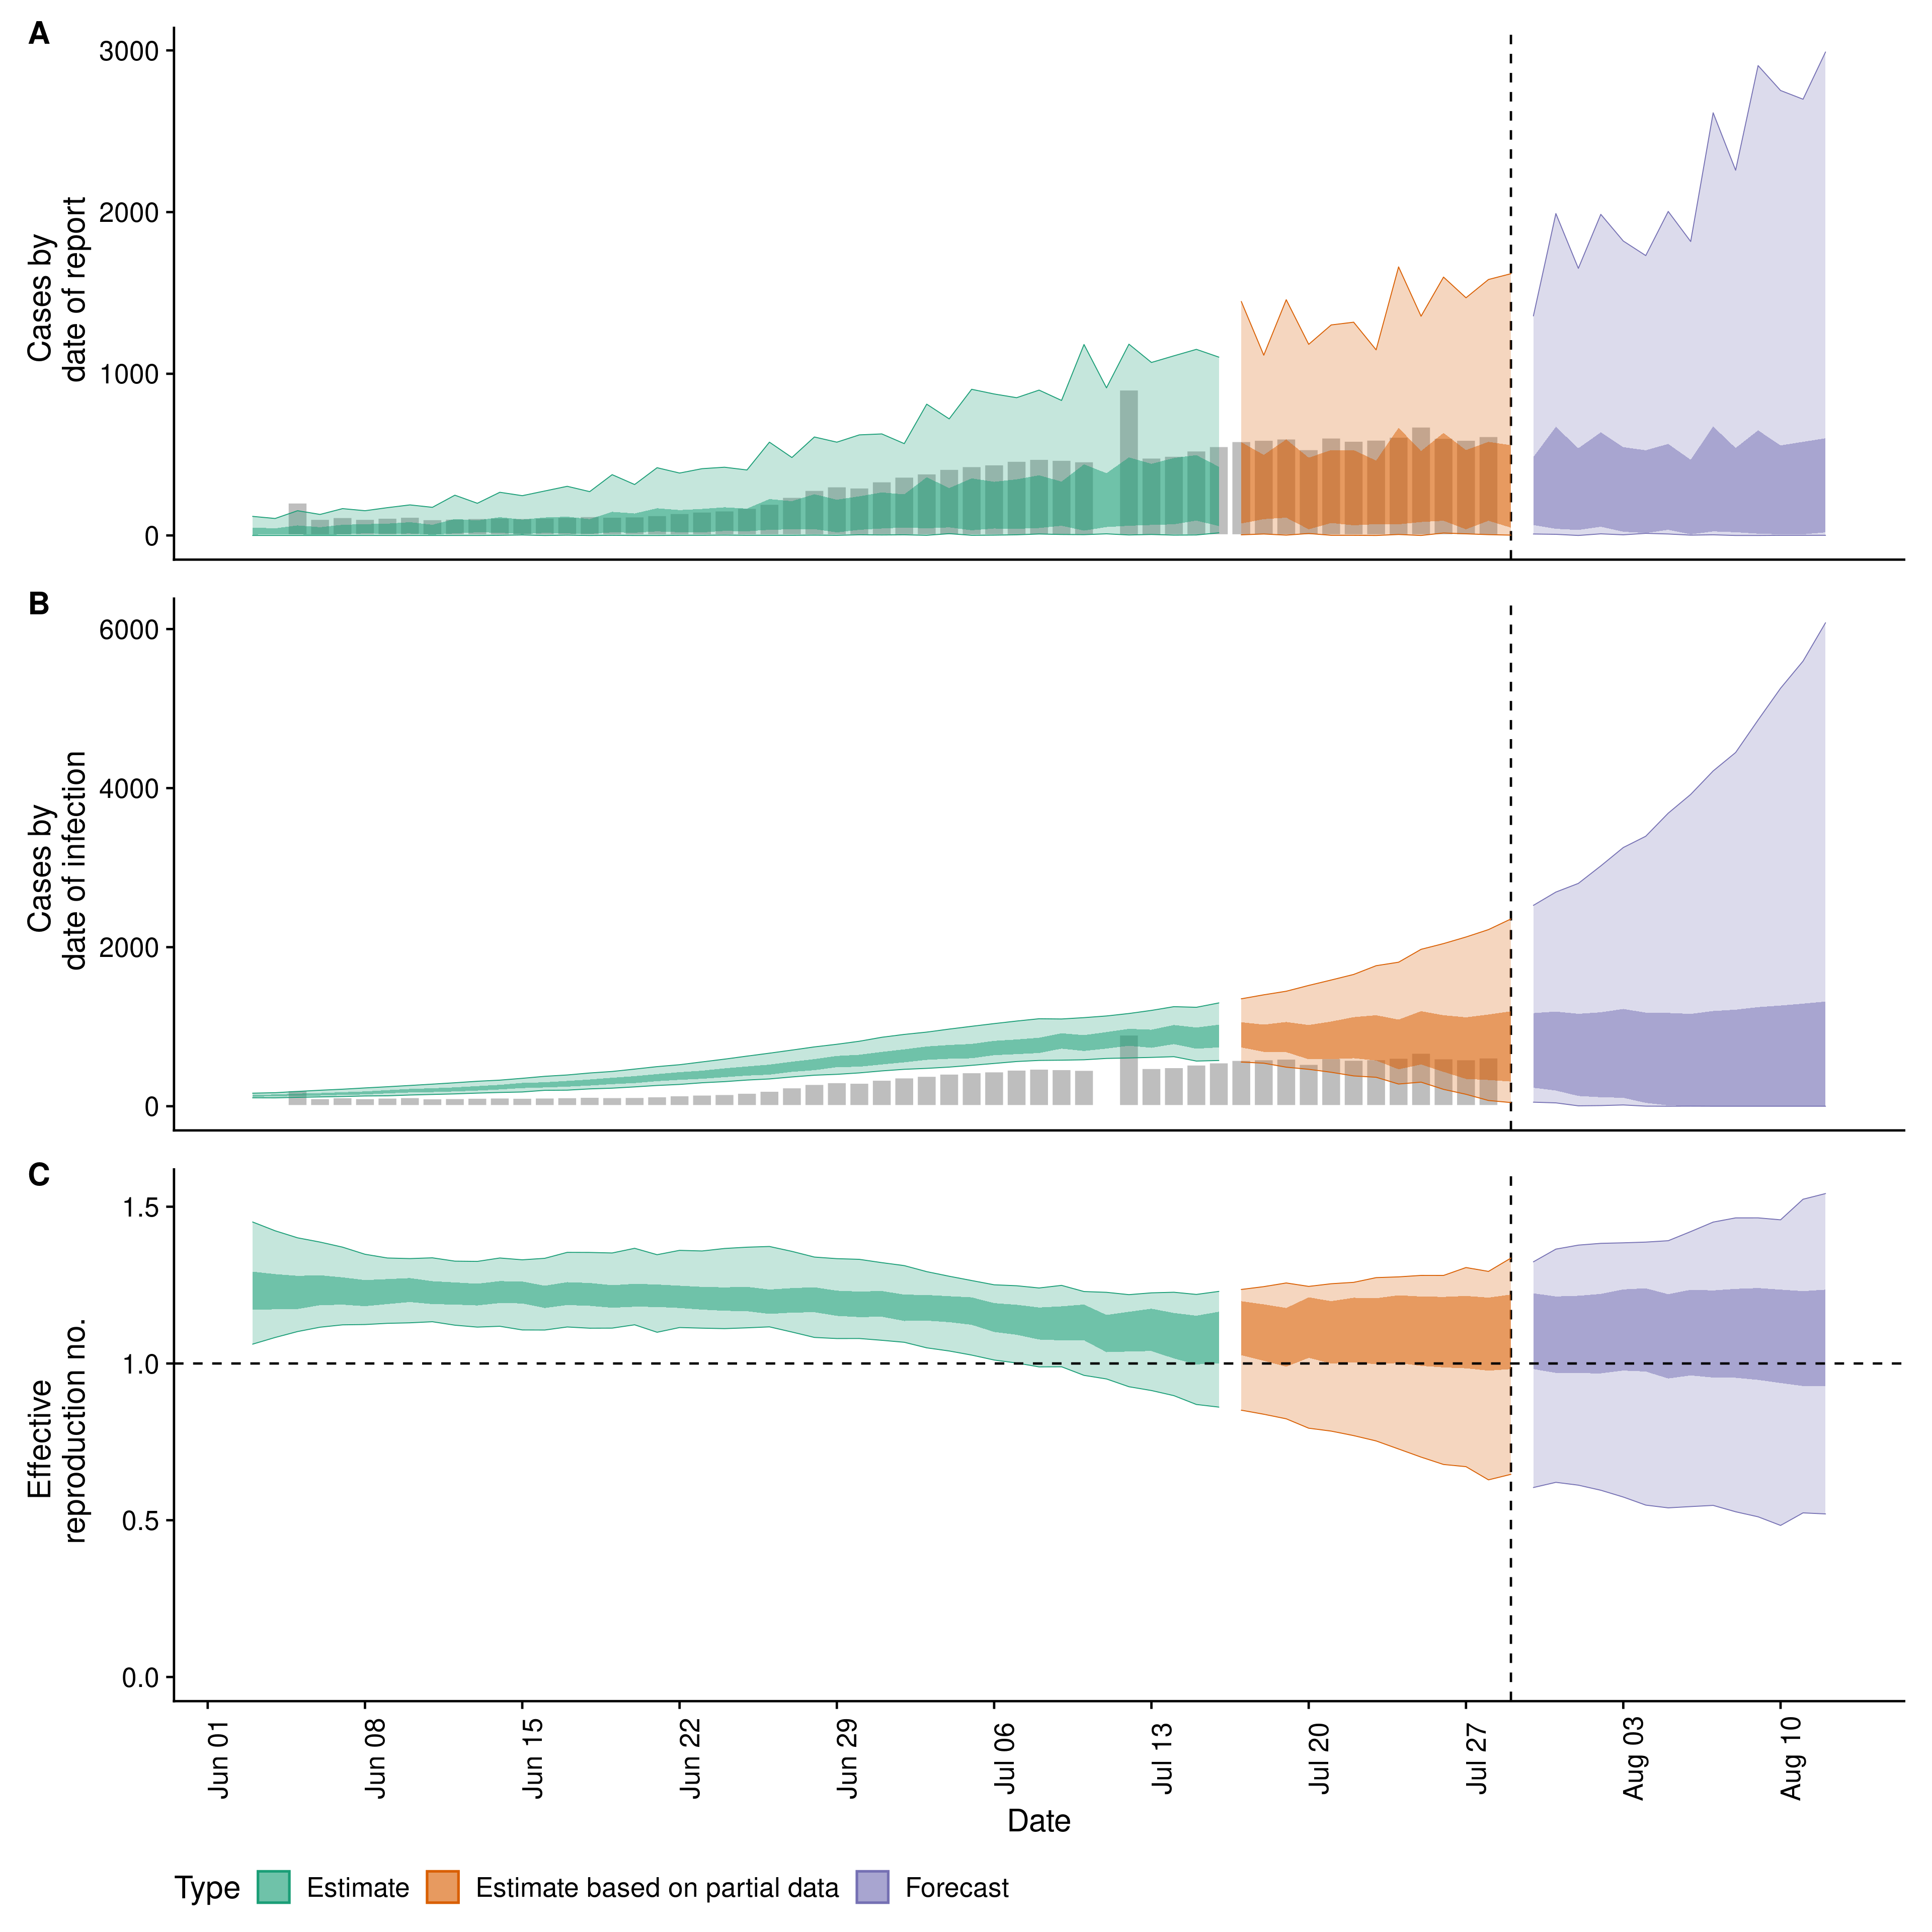 A
3000
2000
1000
0
Cases by
date of report
B
6000
4000
2000
0
Cases by
date of infection
C
1.5
1.0
0.5
0.0
Effective
reproduction no.
Jun 01
Jun 08
Jun 15
Jun 22
Jun 29
Jul 06
Jul 13
Jul 20
Jul 27
Aug 03
Aug 10
Date
Type Estimate Estimate based on partial data Forecast